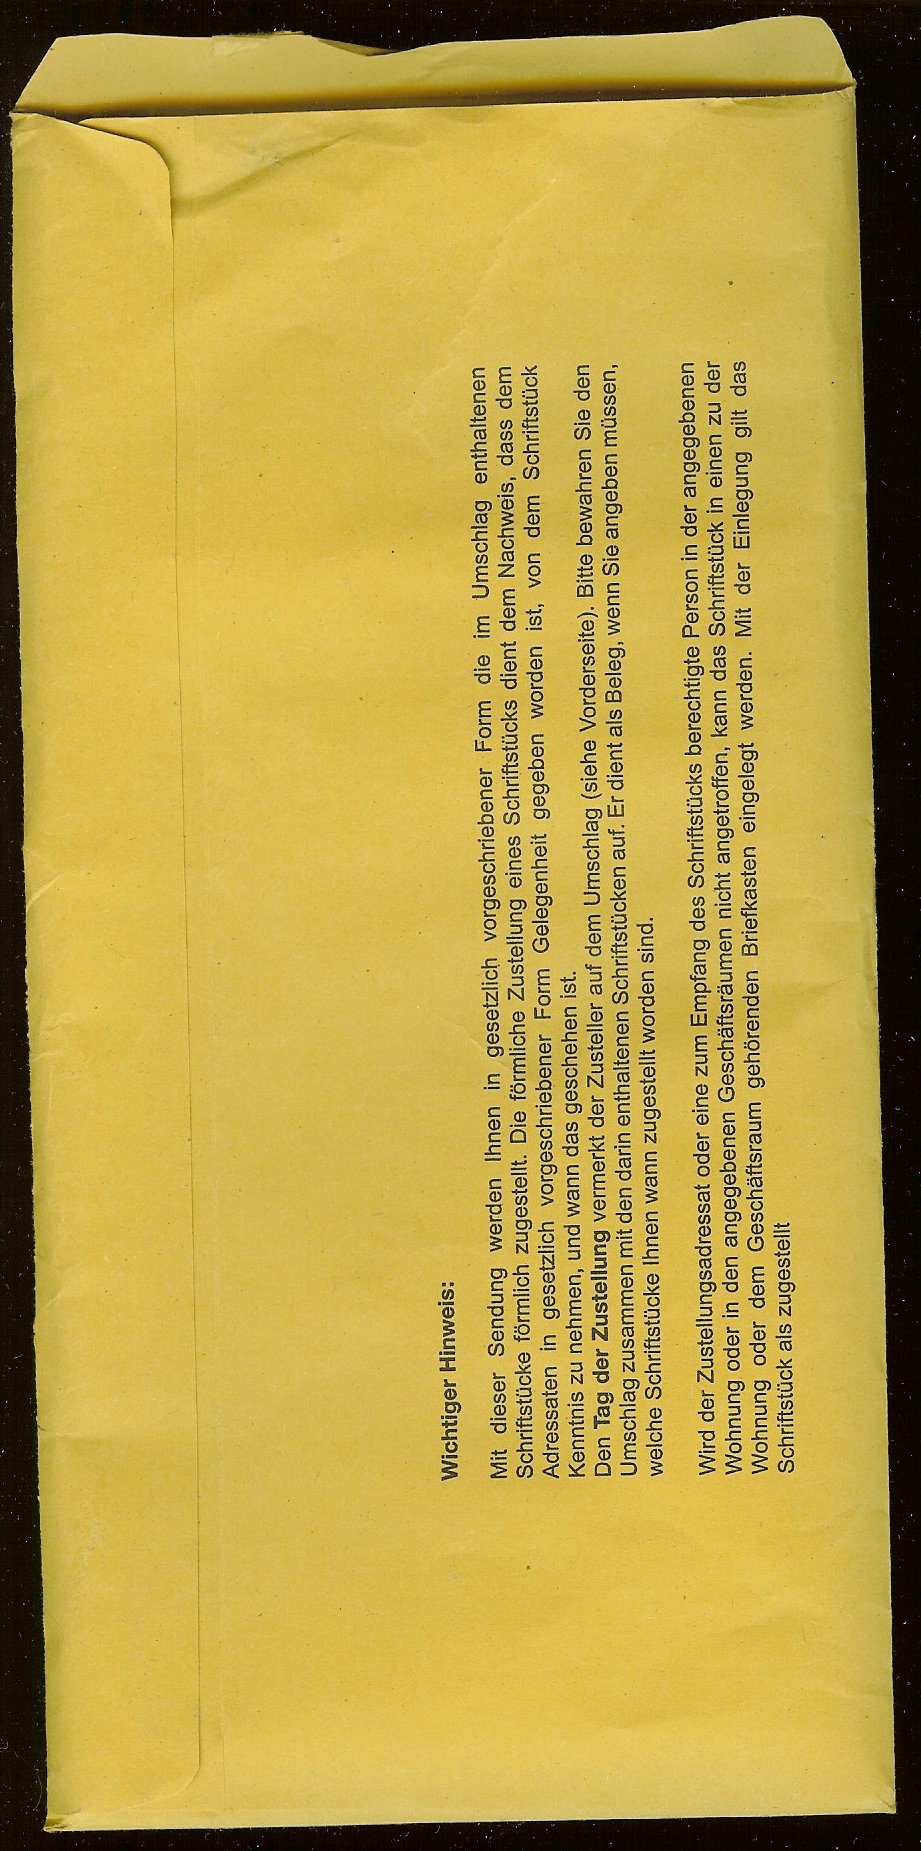 Wichtiger Hinweis:
Mit dieser Sendung werden Ihnen in gesetzlich vorgeschriebener Form die im Umschlag enthaltenen
Schriftstücke förmlich zugestellt. Die förmliche Zustellung eines Schriftstücks dient dem Nachweis, dass dem
Adressaten in gesetzlich vorgeschriebener Form Gelegenheit gegeben worden ist, von dem Schriftstück
Kenntnis zu nehmen, und wann das geschehen ist.
Den Tag der Zustellung vermerkt der Zusteller auf dem Umschlag (siehe Vorderseite). Bitte bewahren Sie den
Umschlag zusammen mit den darin enthaltenen Schriftstücken auf. Er dient als Beleg, wenn Sie angeben müssen,
welche Schriftstücke Ihnen wann zugestellt worden sind.
Wird der Zustellungsadressat oder eine zum Empfang des Schriftstücks berechtigte Person in der angegebenen
Wohnung oder in den angegebenen Geschäftsräumen nicht angetroffen, kann das Schriftstück in einen zu der
Wohnung oder dem Geschäftsraum gehörenden Briefkasten eingelegt werden. Mit der Einlegung gilt das
Schriftstück als zugestellt